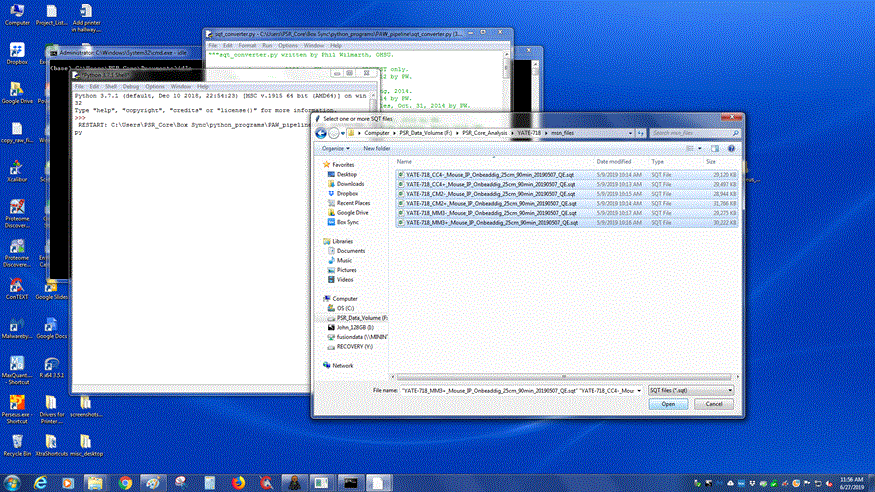 Computer
Project_List...
Add printer
in hallway...
Dropbox
Google Drive
copy_raw_fi...
Xcalibur
Proteome
Discove...
Proteome
Discovere...
ConTEXT
Google Slides
Malwareby...
Google Docs
MaxQuant...
- Shortcut
R x64 3.5.1
Perseus.exe -
Shortcut
Drivers for
Printer...
screenshots...
Recycle Bin
XtraShortcuts
misc_desktop
sqt_converter.py - C:\Users\PSR_Core\Box Sync\python_programs\PAW_pipeline\sqt_converter.py (3....
File Edit Format Run Options Window Help
"""sqt_converter.py written by Phil Wilmarth, OHSU.
EST only.
12 by PW.
ng, 2014.
les, Oct. 31, 2014 by PW.
by PW.
Administrator: C:\Windows\System32\cmd.exe - idle
*Python 3.7.1 Shell*
File Edit Shell Debug Options Window Help
Python 3.7.1 (default, Dec 10 2018, 22:54:23) [MSC v.1915 64 bit (AMD64)] on win
32
Type "help", "copyright", "credits" or "license()" for more information.
>>>
RESTART: C:\Users\PSR_Core\Box Sync\python_programs\PAW_pipelin
py
Select one or more SQT files
Computer PSR_Data_Volume (F:) PSR_Core_Analysis YATE-718 msn_files
Search msn_files
Organize New folder
Name Date modified Type Size
YATE-718_CC4-_Mouse_IP_Onbeaddig_25cm_90min_20190507_QE.sqt 5/9/2019 10:10 AM SQT File 29,120 KB
YATE-718_CC4+_Mouse_IP_Onbeaddig_25cm_90min_20190507_QE.sqt 5/9/2019 10:13 AM SQT File 29,497 KB
YATE-718_CM2-_Mouse_IP_Onbeaddig_25cm_90min_20190507_QE.sqt 5/9/2019 10:15 AM SQT File 28,944 KB
YATE-718_CM2+_Mouse_IP_Onbeaddig_25cm_90min_20190507_QE.sqt 5/9/2019 10:14 AM SQT File 31,766 KB
YATE-718_MM3-_Mouse_IP_Onbeaddig_25cm_90min_20190507_QE.sqt 5/9/2019 10:17 AM SQT File 28,275 KB
YATE-718_MM3+_Mouse_IP_Onbeaddig_25cm_90min_20190507_QE.sqt 5/9/2019 10:16 AM SQT File 30,222 KB
Favorites
Desktop
Downloads
Dropbox
Recent Places
Google Drive
Box Sync
Libraries
Documents
Music
Pictures
Videos
Computer
OS (C:)
PSR_Data_Volume (F:
John_128GB (I:)
fusiondata (\\MININ
RECOVERY (Y:)
Network
File name: "YATE-718_MM3+_Mouse_IP_Onbeaddig_25cm_90min_20190507_QE.sqt" "YATE-718_CC4-_Mou
SQT files (*.sqt)
Open Cancel
11:56 AM
6/27/2019